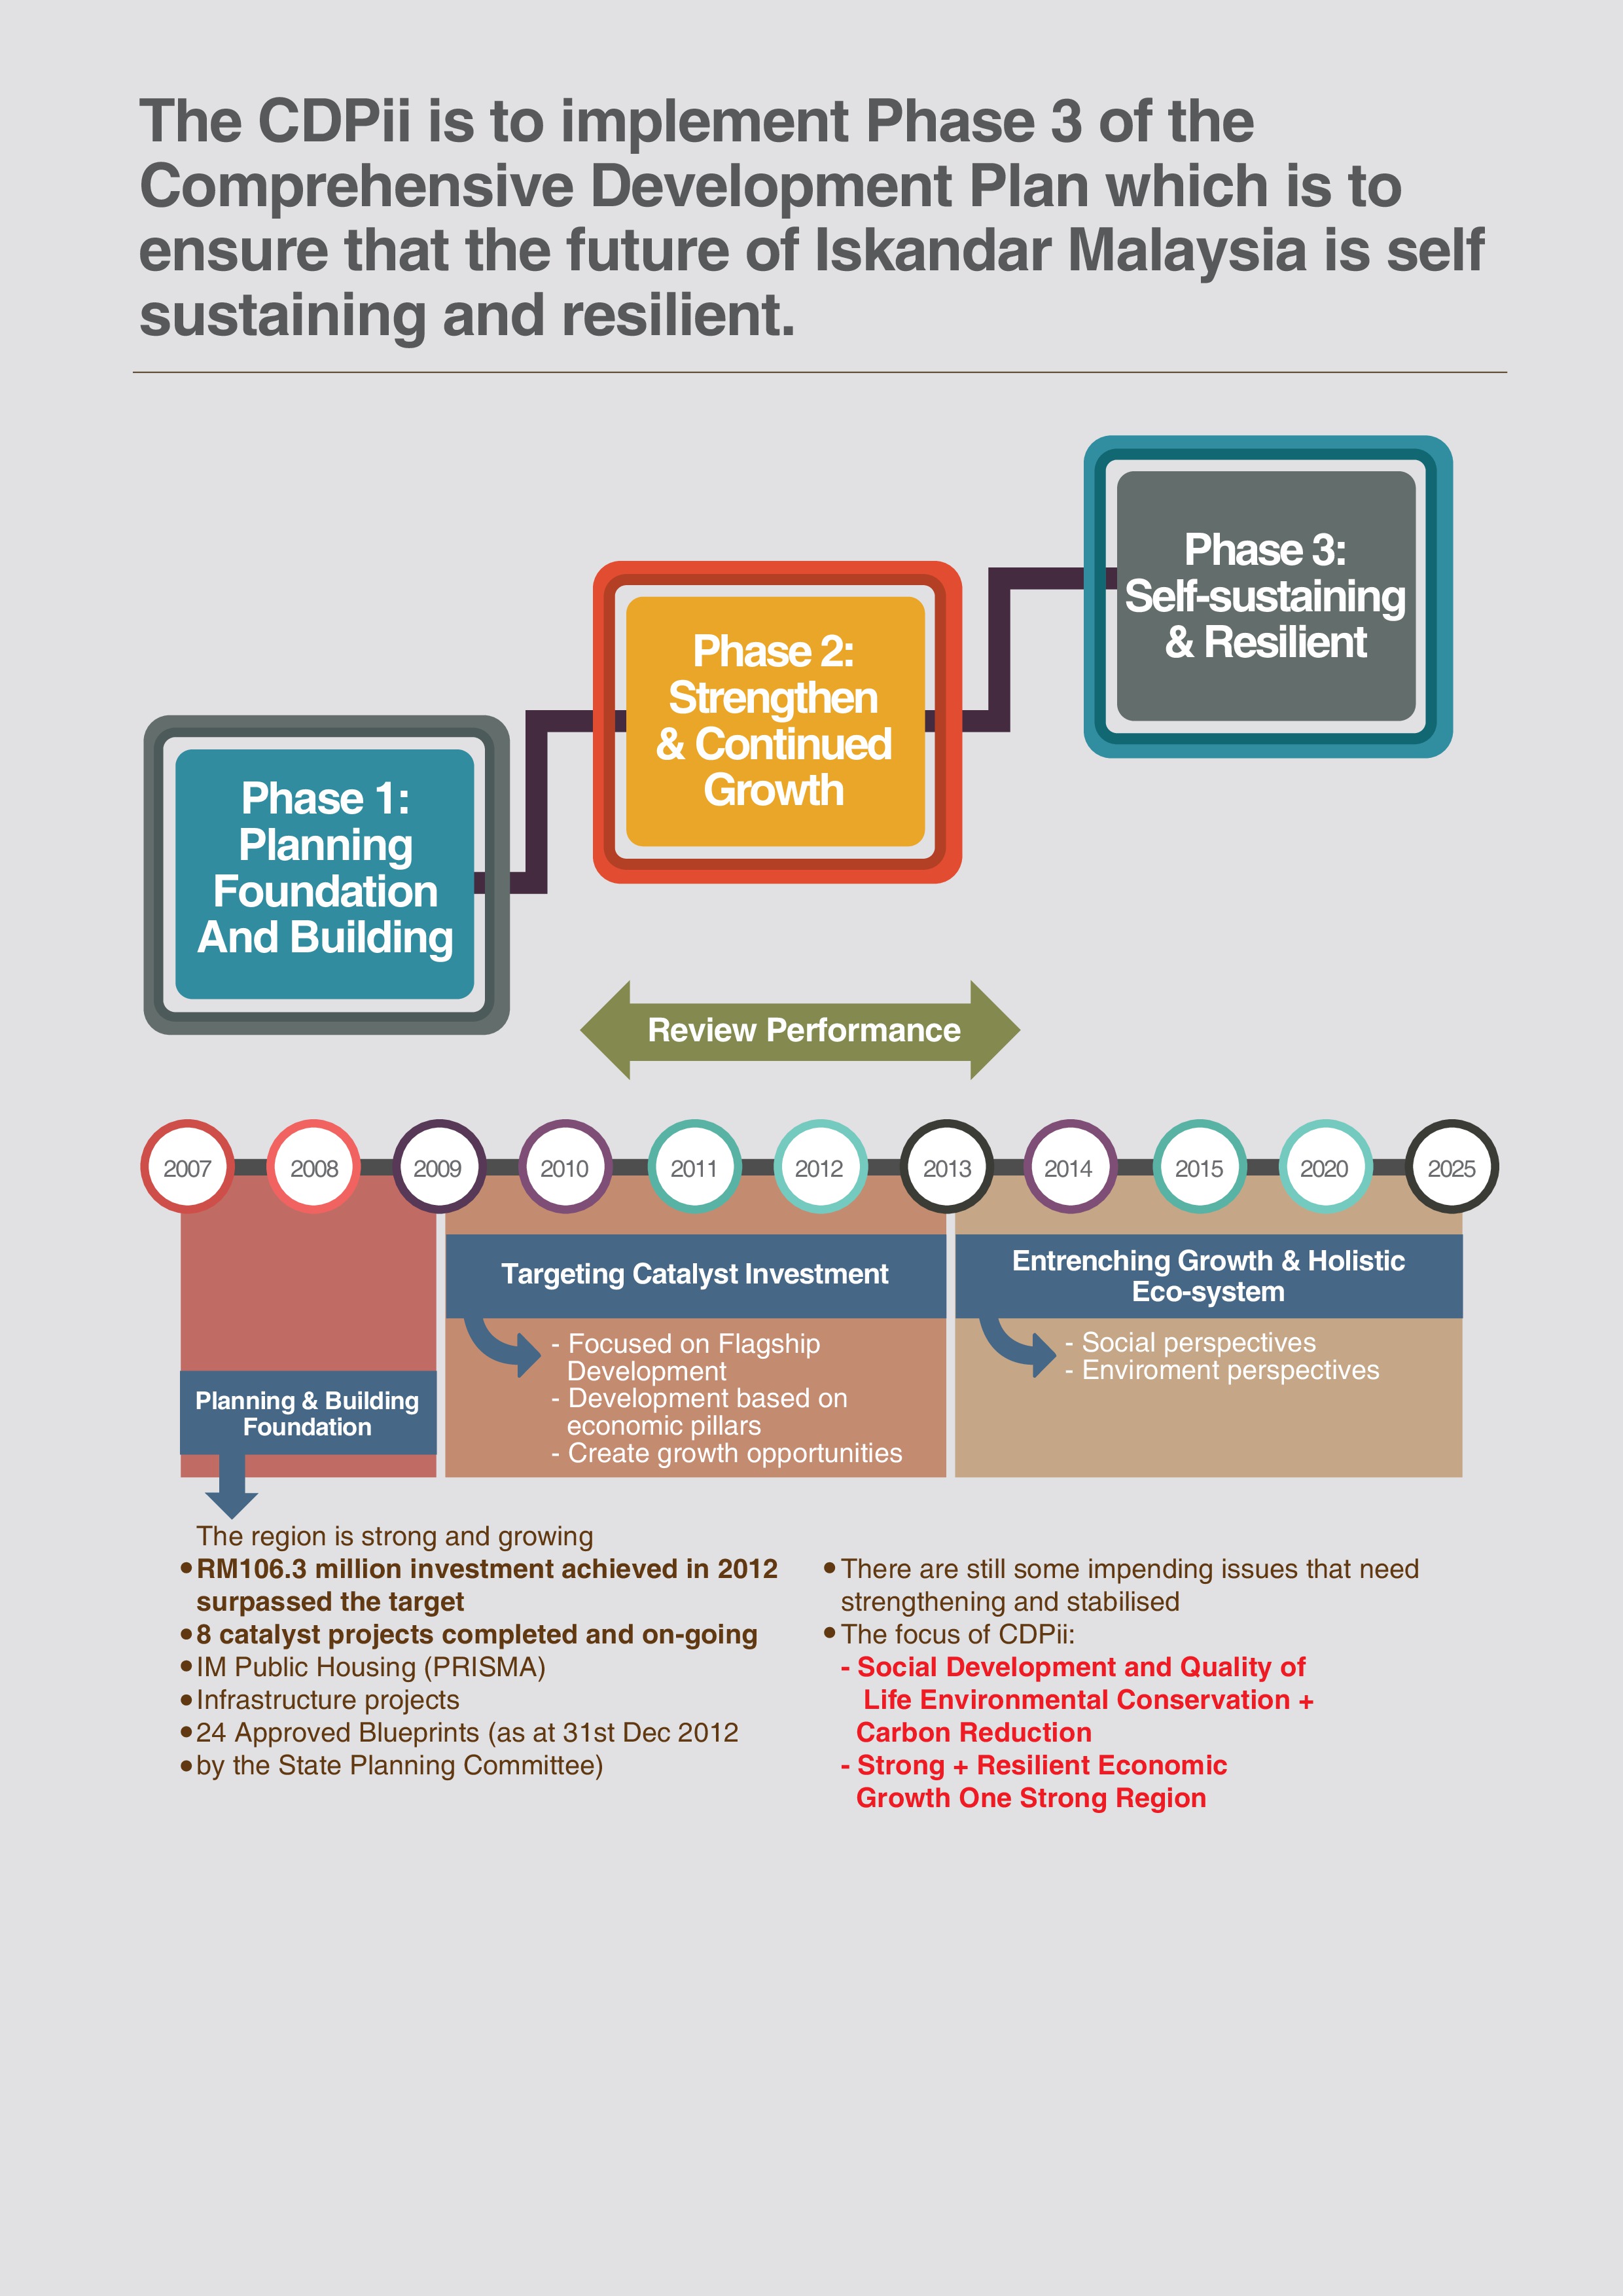 The CDPii is to implement Phase 3 of the
Comprehensive Development Plan which is to
ensure that the future of Iskandar Malaysia is self
sustaining and resilient.
Phase 3:
Self-sustaining
& Resilient
Phase 2:
Strengthen
& Continued
Growth
Phase 1:
Planning
Foundation
And Building
Review Performance
2007 2008 2009 2010 2011 2012 2013 2014 2015 2020 2025
Planning & Building
Foundation
Targeting Catalyst Investment
- Focused on Flagship
Development
- Development based on
economic pillars
- Create growth opportunities
Entrenching Growth & Holistic
Eco-system
- Social perspectives
- Enviroment perspectives
The region is strong and growing
• RM106.3 million investment achieved in 2012
surpassed the target
• 8 catalyst projects completed and on-going
• IM Public Housing (PRISMA)
• Infrastructure projects
• 24 Approved Blueprints (as at 31st Dec 2012
• by the State Planning Committee)
• There are still some impending issues that need
strengthening and stabilised
• The focus of CDPii:
- Social Development and Quality of
Life Environmental Conservation +
Carbon Reduction
- Strong + Resilient Economic
Growth One Strong Region